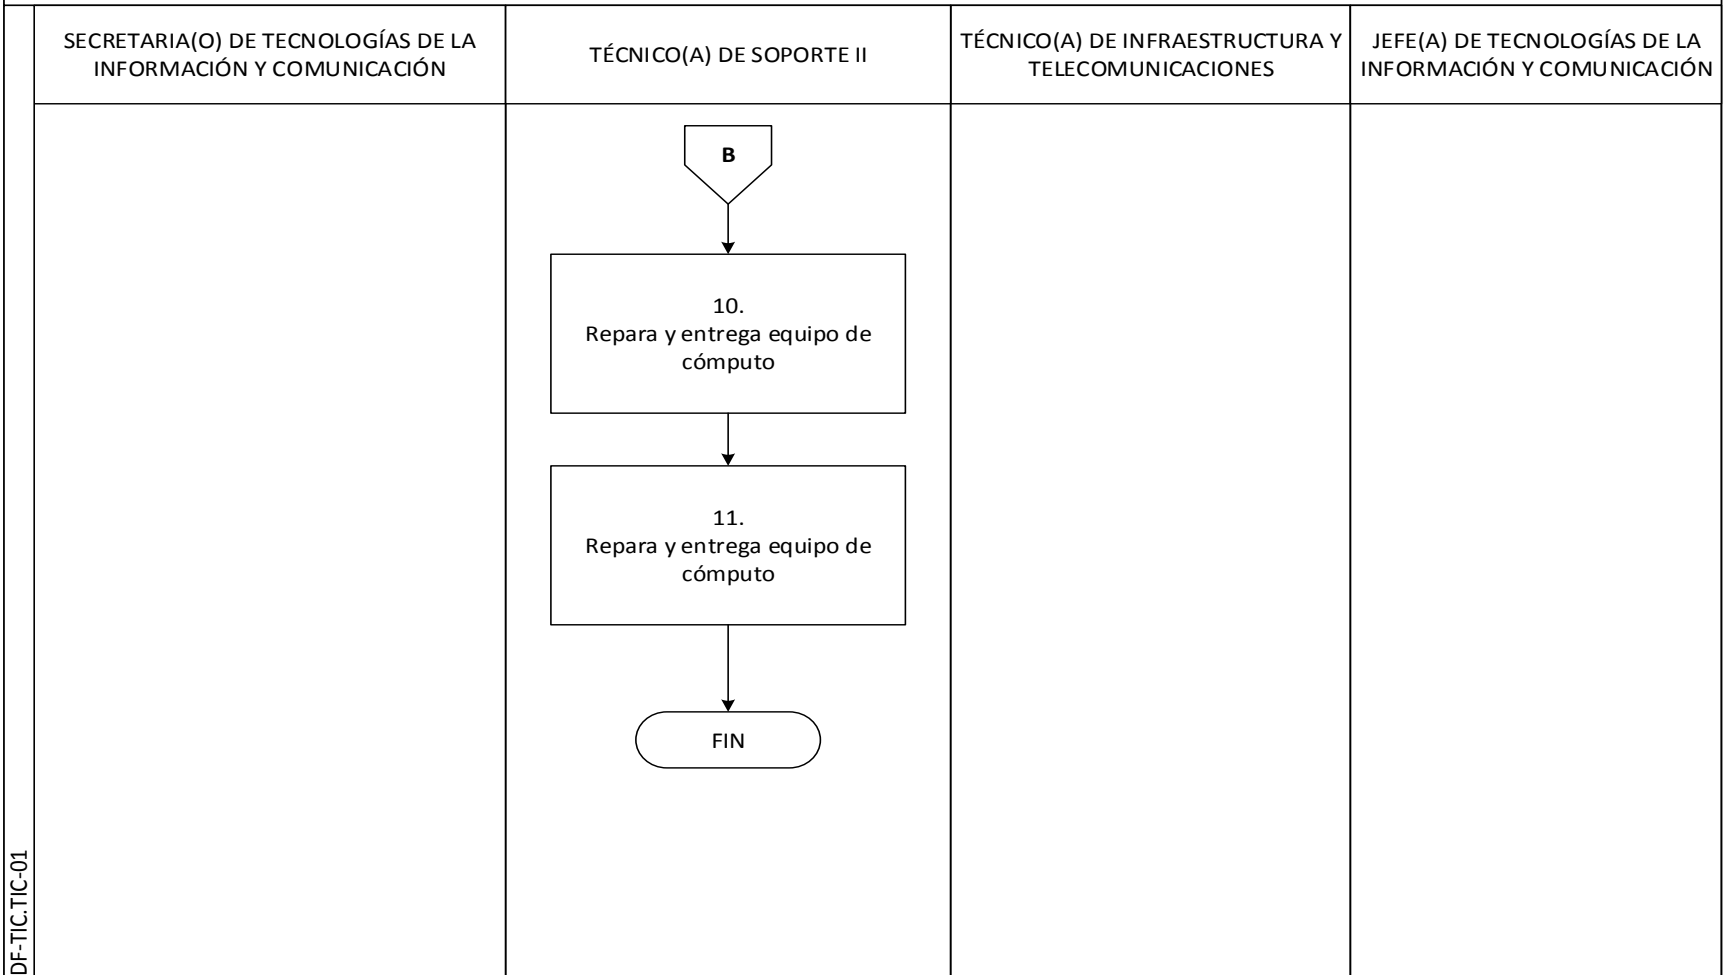 SECRETARIA(O) DE TECNOLOGÍAS DE LA
INFORMACIÓN Y COMUNICACIÓN
TÉCNICO(A) DE SOPORTE II
TÉCNICO(A) DE INFRAESTRUCTURA Y
TELECOMUNICACIONES
JEFE(A) DE TECNOLOGÍAS DE LA
INFORMACIÓN Y COMUNICACIÓN
B
10.
Repara y entrega equipo de
cómputo
11.
Repara y entrega equipo de
cómputo
FIN
DF-TIC.TIC-01